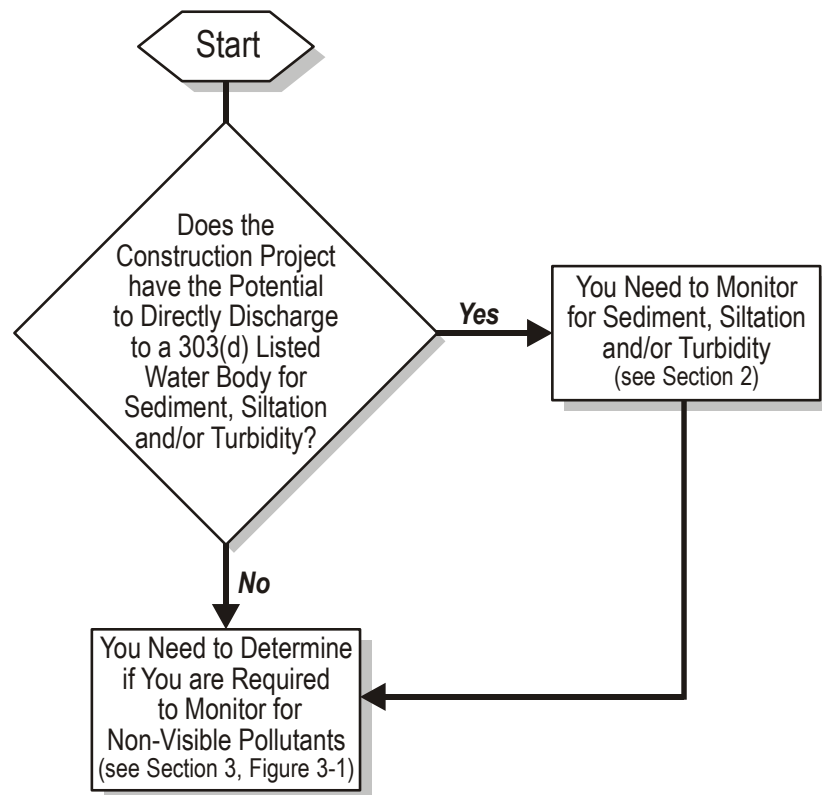 Start
Does the
Construction Project
have the Potential
to Directly Discharge
to a 303(d) Listed
Water Body for
Sediment, Siltation
and/or Turbidity?
Yes
You Need to Monitor
for Sediment, Siltation
and/or Turbidity
(see Section 2)
No
You Need to Determine
if You are Required
to Monitor for
Non-Visible Pollutants
(see Section 3, Figure 3-1)